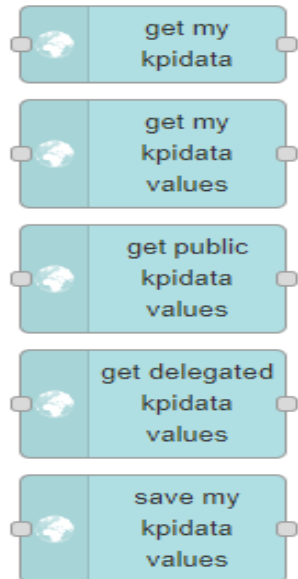 get my
kpidata
get my
kpidata
values
get public
kpidata
values
get delegated
kpidata
values
save my
kpidata
values